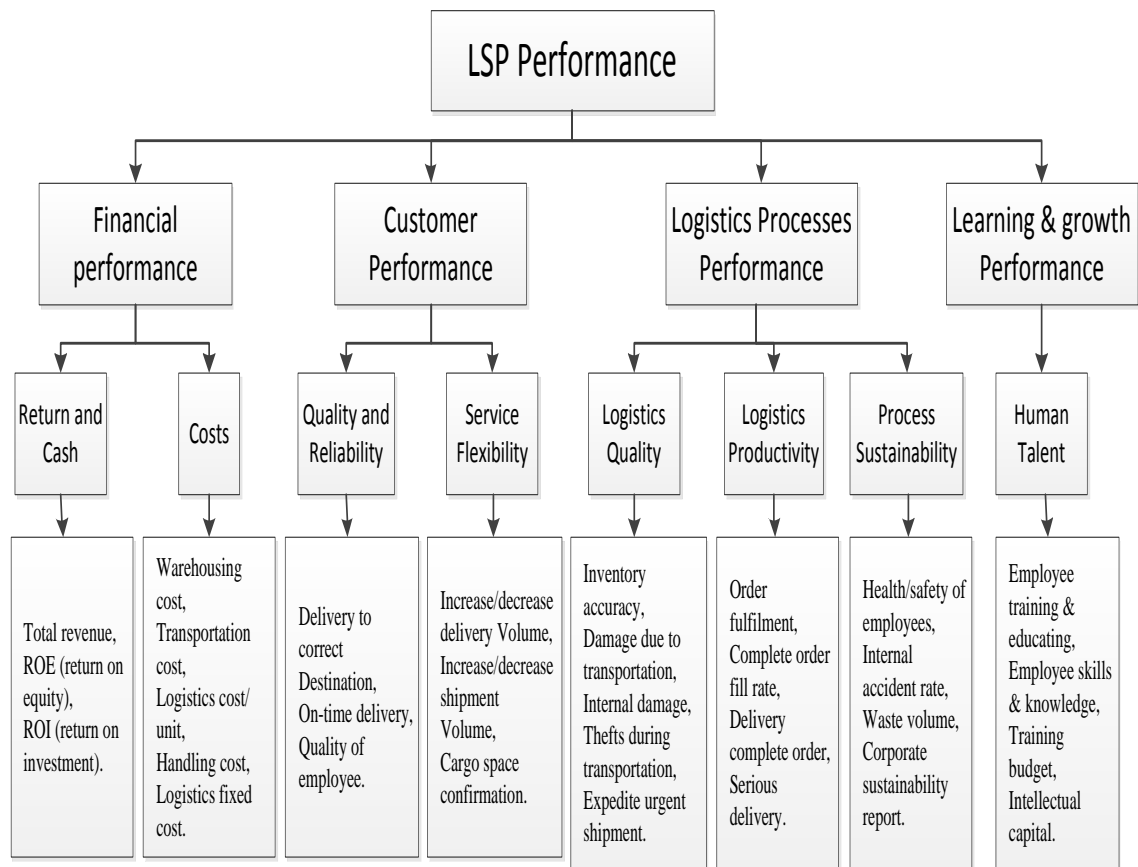 LSP Performance
Financial
performance
Customer
Performance
Logistics Processes
Performance
Learning & growth
Performance
Return and
Cash
Costs
Quality and
Reliability
Service
Flexibility
Logistics
Quality
Logistics
Productivity
Process
Sustainability
Human
Talent
Total revenue,
ROE (return on
equity),
ROI (return on
investment).
Warehousing
cost,
Transportation
cost,
Logistics cost/
unit,
Handling cost,
Logistics fixed
cost.
Delivery to
correct
Destination,
On-time delivery,
Quality of
employee.
Increase/decrease
delivery Volume,
Increase/decrease
shipment
Volume,
Cargo space
confirmation.
Inventory
accuracy,
Damage due to
transportation,
Internal damage,
Thefts during
transportation,
Expedite urgent
shipment.
Order
fulfilment,
Complete order
fill rate,
Delivery
complete order,
Serious
delivery.
Health/safety of
employees,
Internal
accident rate,
Waste volume,
Corporate
sustainability
report.
Employee
training &
educating,
Employee skills
& knowledge,
Training
budget,
Intellectual
capital.